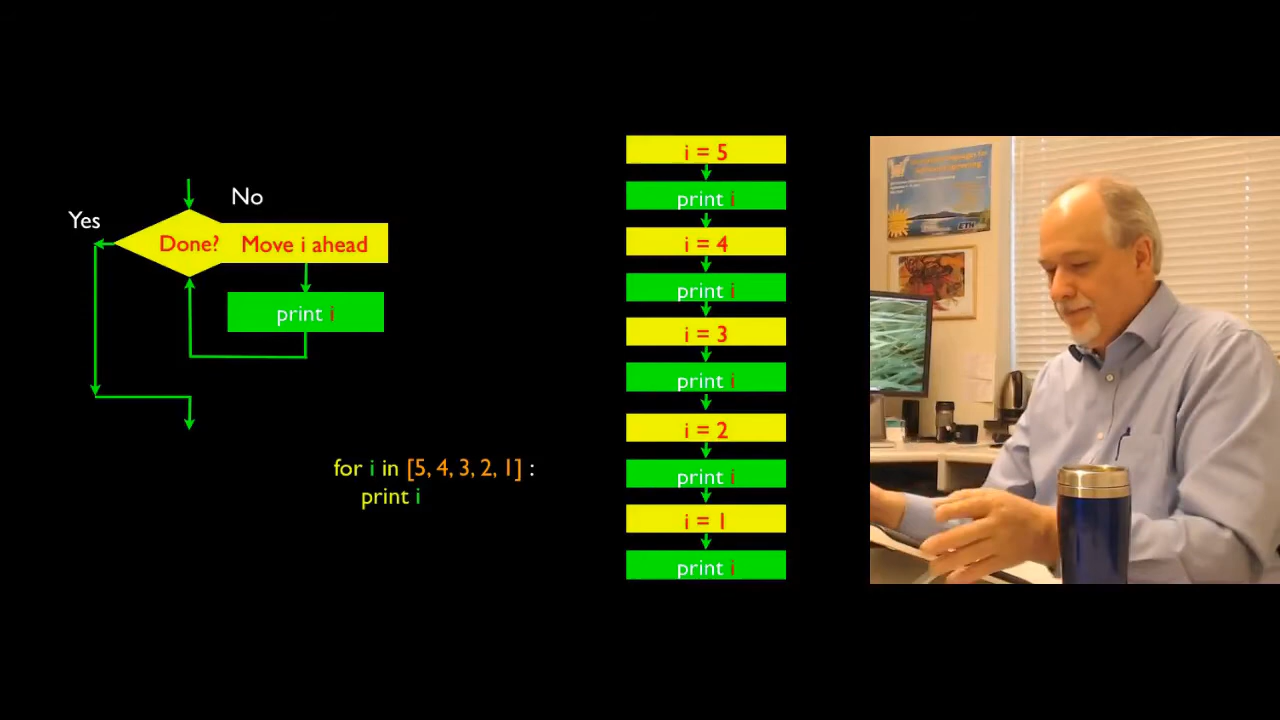 No
Yes
Done?
Move i ahead
print i
for i in [5, 4, 3, 2, 1] :
print i
i = 5
print i
i = 4
print i
i = 3
print i
i = 2
print i
i = 1
print i
ETH